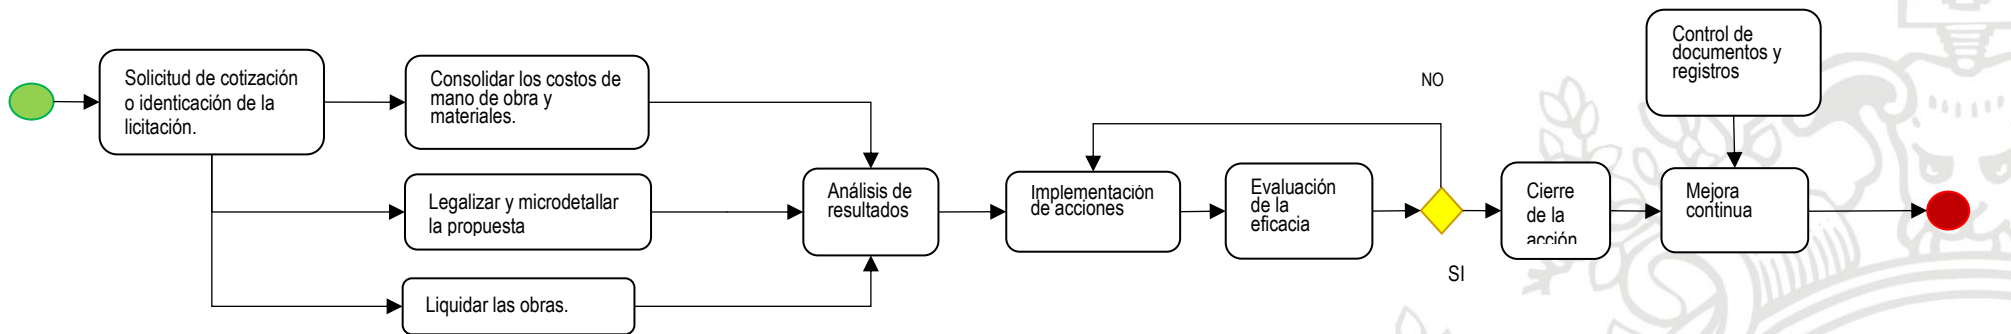 Solicitud de cotización
o identicación de la
licitación.
Consolidar los costos de
mano de obra y
materiales.
Legalizar y microdetallar
la propuesta
Liquidar las obras.
Análisis de
resultados
Implementación
de acciones
Evaluación
de la
eficacia
NO
SI
Cierre
de la
acción
Control de
documentos y
registros
Mejora
continua